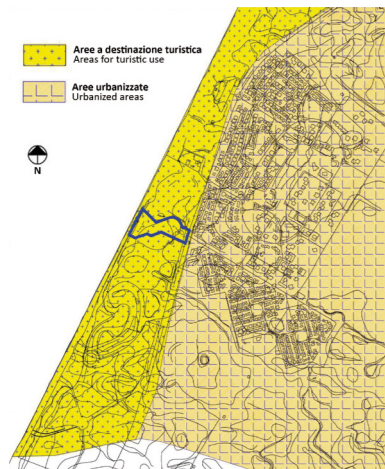 Aree a destinazione turistica
Areas for turistic use
Aree urbanizzate
Urbanized areas
N